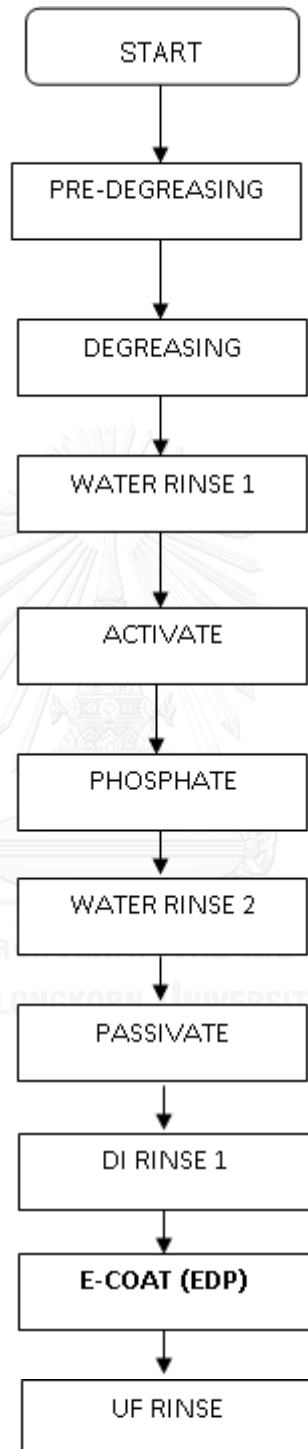 START
PRE-DEGREASING
DEGREASING
WATER RINSE 1
ACTIVATE
PHOSPHATE
WATER RINSE 2
PASSIVATE
DI RINSE 1
E-COAT (EDP)
UF RINSE